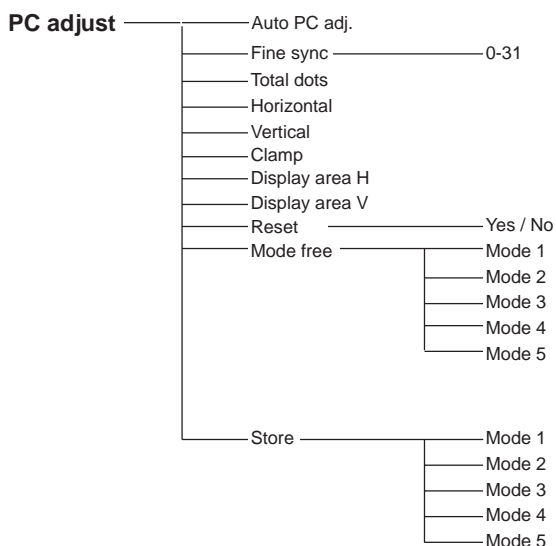 PC adjust Auto PC adj.
Fine sync 0-31
Total dots
Horizontal
Vertical
Clamp
Display area H
Display area V
Reset Yes / No
Mode free Mode 1
Mode 2
Mode 3
Mode 4
Mode 5
Store Mode 1
Mode 2
Mode 3
Mode 4
Mode 5